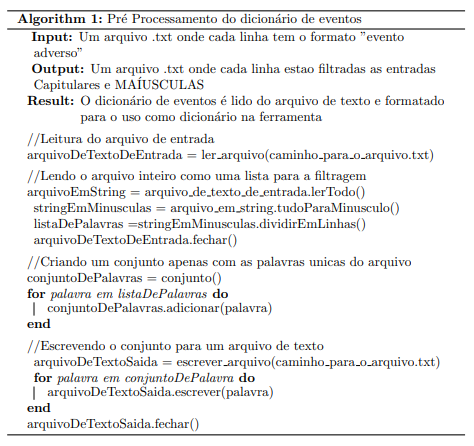 Algorithm 1: Pré Processamento do dicionário de eventos
Input: Um arquivo .txt onde cada linha tem o formato ”evento
adverso”
Output: Um arquivo .txt onde cada linha estao filtradas as entradas
Capitulares e MAÍUSCULAS
Result: O dicionário de eventos é lido do arquivo de texto e formatado
para o uso como dicionário na ferramenta
//Leitura do arquivo de entrada
arquivoDeTextoDeEntrada = ler_arquivo(caminho_para_o_arquivo.txt)
//Lendo o arquivo inteiro como uma lista para a filtragem
arquivoEmString = arquivo_de_texto_de_entrada.lerTodo()
stringEmMinusculas = arquivo_em_string.tudoParaMinusculo()
listaDePalavras =stringEmMinusculas.dividirEmLinhas()
arquivoDeTextoDeEntrada.fechar()
//Criando um conjunto apenas com as palavras unicas do arquivo
conjuntoDePalavras = conjunto()
for palavra em listaDePalavras do
conjuntoDePalavras.adicionar(palavra)
end
//Escrevendo o conjunto para um arquivo de texto
arquivoDeTextoSaida = escrever_arquivo(caminho_para_o_arquivo.txt)
for palavra em conjuntoDePalavra do
arquivoDeTextoSaida.escrever(palavra)
end
arquivoDeTextoSaida.fechar()